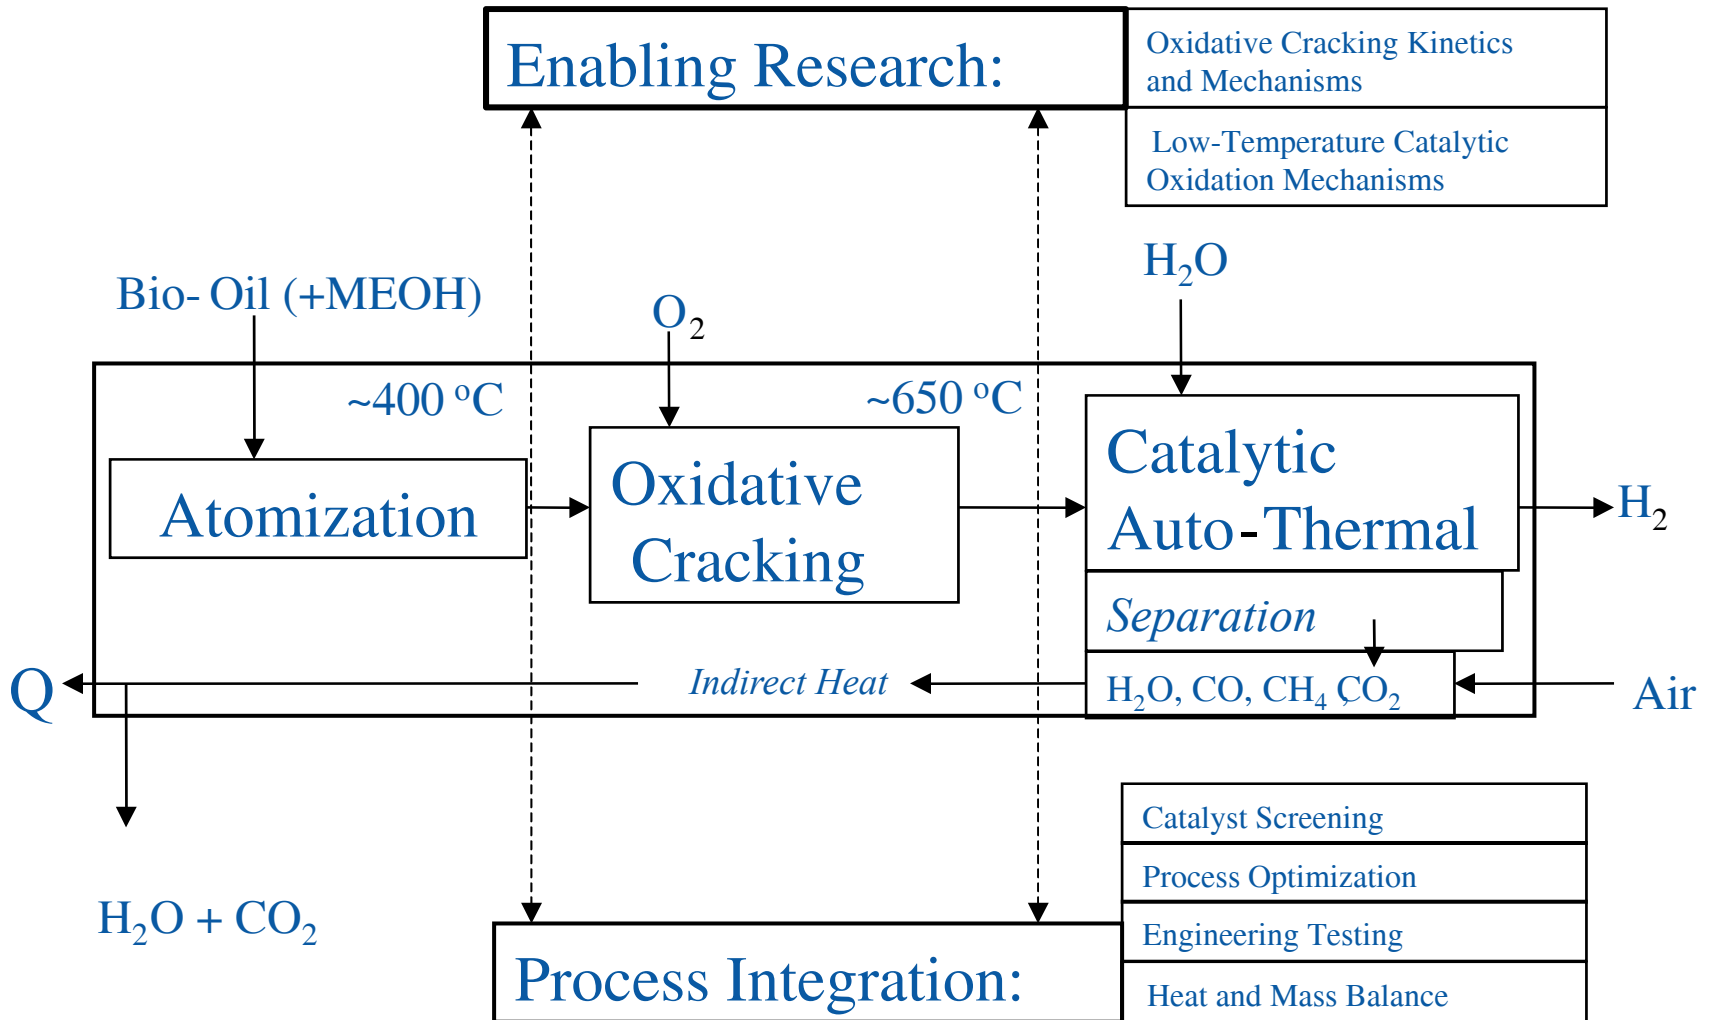 Enabling Research:
Oxidative Cracking Kinetics
and Mechanisms
Low-Temperature Catalytic
Oxidation Mechanisms
H₂O
Bio- Oil (+MEOH)
O₂
~400 °C
~650 °C
Atomization
Oxidative
Cracking
Catalytic
Auto-Thermal
H₂
Separation
Q
Indirect Heat
H₂O, CO, CH₄ ,CO₂
Air
H₂O + CO₂
Catalyst Screening
Process Optimization
Engineering Testing
Process Integration:
Heat and Mass Balance